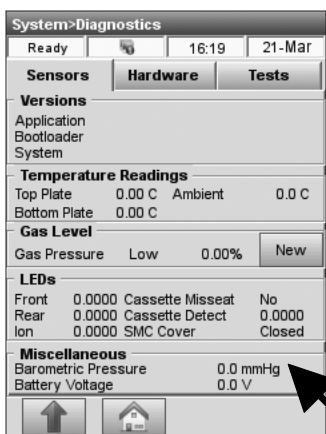 System>Diagnostics
Ready 16:19 21-Mar
Sensors Hardware Tests
Versions
Application
Bootloader
System
Temperature Readings
Top Plate 0.00 C Ambient 0.0 C
Bottom Plate 0.00 C
Gas Level
Gas Pressure Low 0.00% New
LEDs
Front 0.0000 Cassette Misseat No
Rear 0.0000 Cassette Detect 0.0000
Ion 0.0000 SMC Cover Closed
Miscellaneous
Barometric Pressure 0.0 mmHg
Battery Voltage 0.0 V